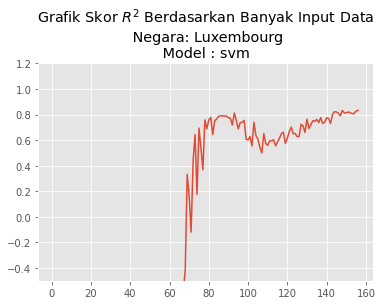 Grafik Skor R² Berdasarkan Banyak Input Data
Negara: Luxembourg
Model : svm
1.2
1.0
0.8
0.6
0.4
0.2
0.0
−0.2
−0.4
0 20 40 60 80 100 120 140 160